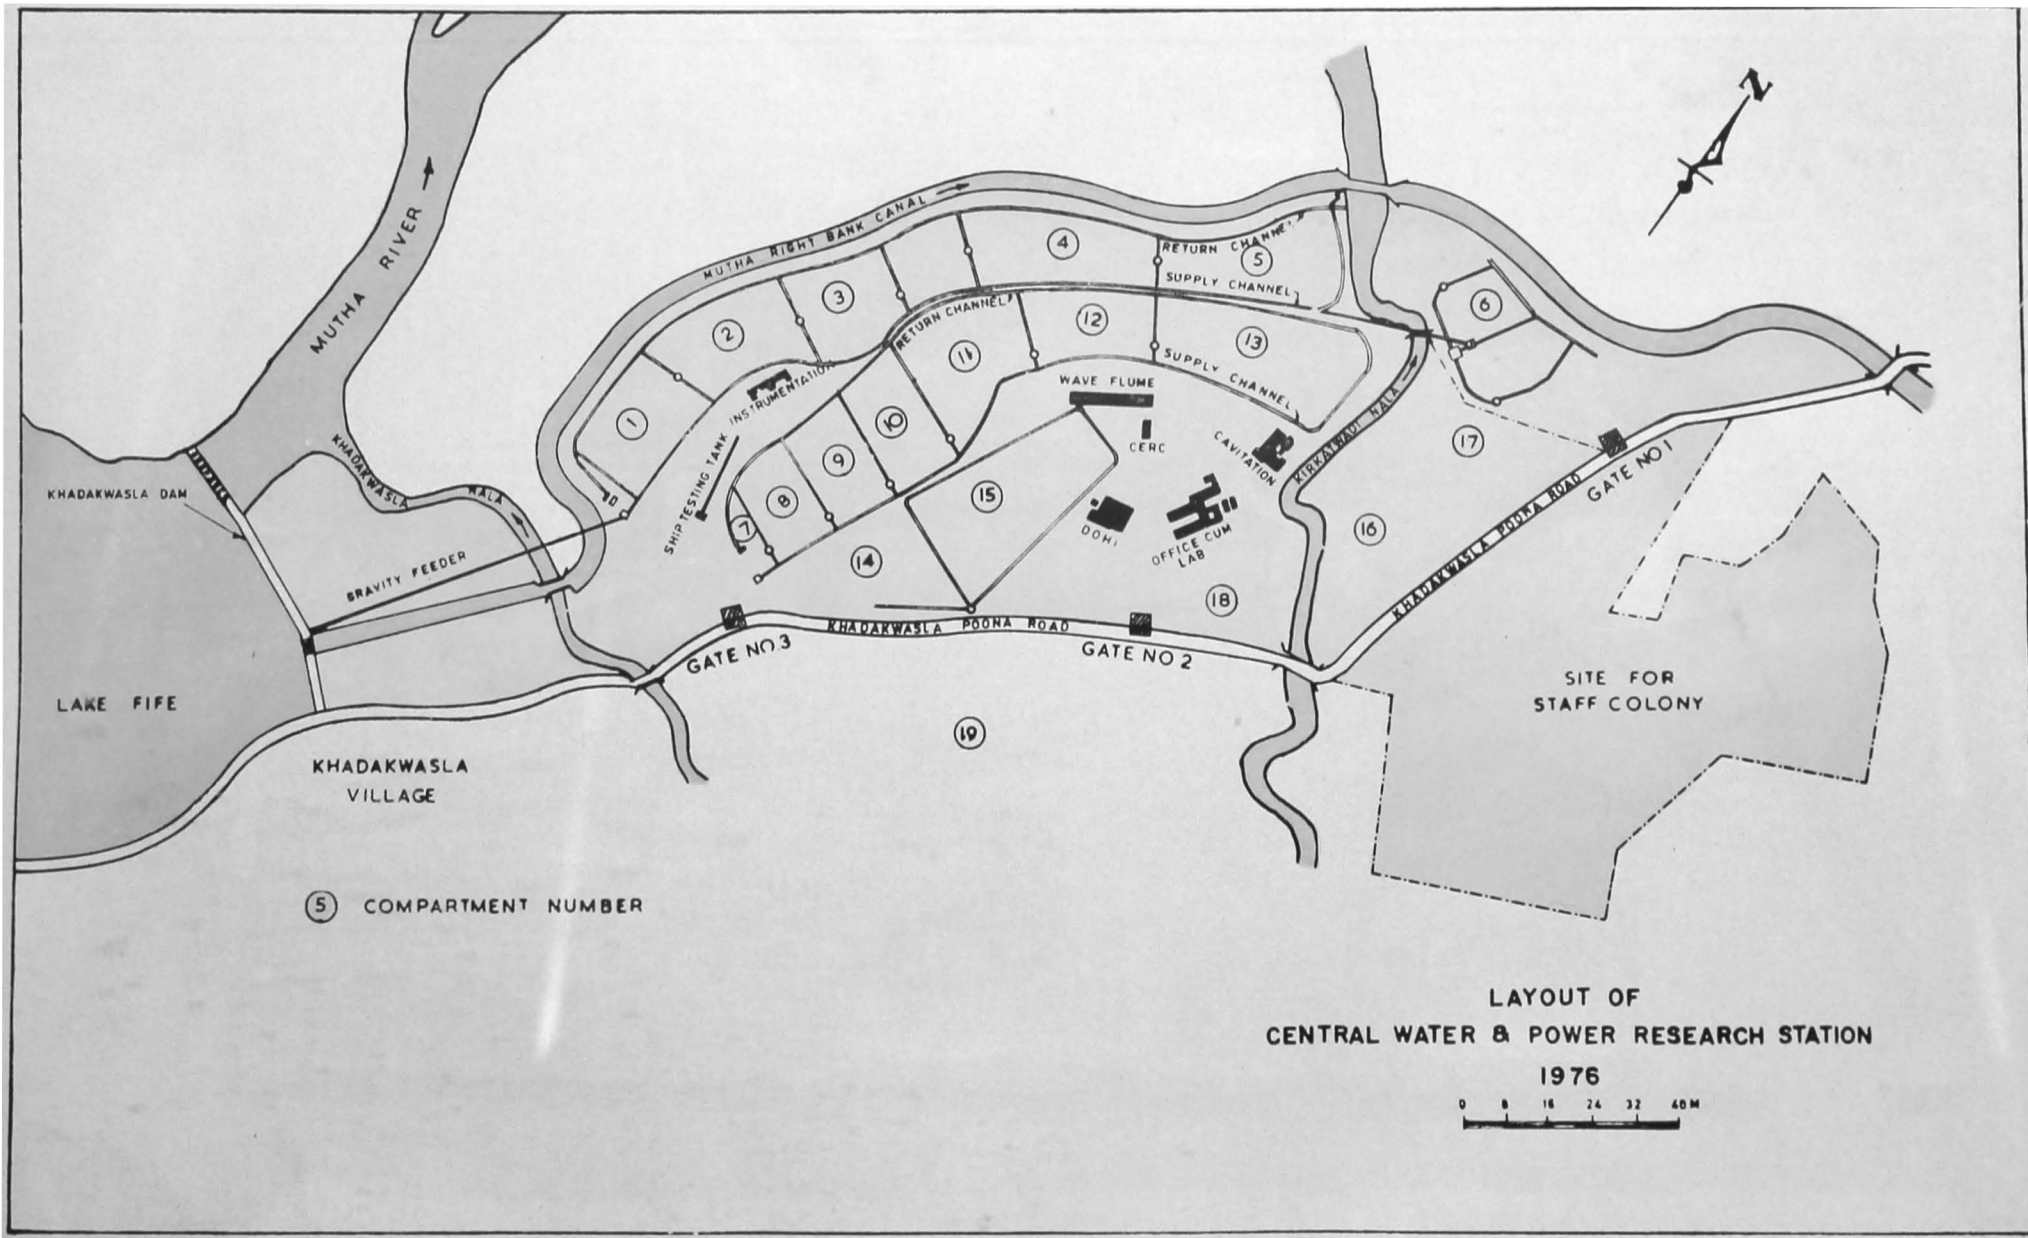 N
MUTHA RIVER
MUTHA RIGHT BANK CANAL
4
RETURN CHANNEL
5
SUPPLY CHANNEL
3
6
2
RETURN CHANNEL
12
11
13
SUPPLY CHANNEL
INSTRUMENTATION
WAVE FLUME
1
10
CERC
CAVITATION
KIRKATWADI NALA
17
GATE NO 1
KHADAKWASLA NALA
KHADAKWASLA DAM
SHIP TESTING TANK
9
8
7
15
DOHI
OFFICE CUM
LAB
16
KHADAKWASLA POONA ROAD
GRAVITY FEEDER
14
18
KHADAKWASLA POONA ROAD
GATE NO.3
GATE NO 2
LAKE FIFE
SITE FOR
STAFF COLONY
19
KHADAKWASLA
VILLAGE
5 COMPARTMENT NUMBER
LAYOUT OF
CENTRAL WATER & POWER RESEARCH STATION
1976
0 8 16 24 32 40 M